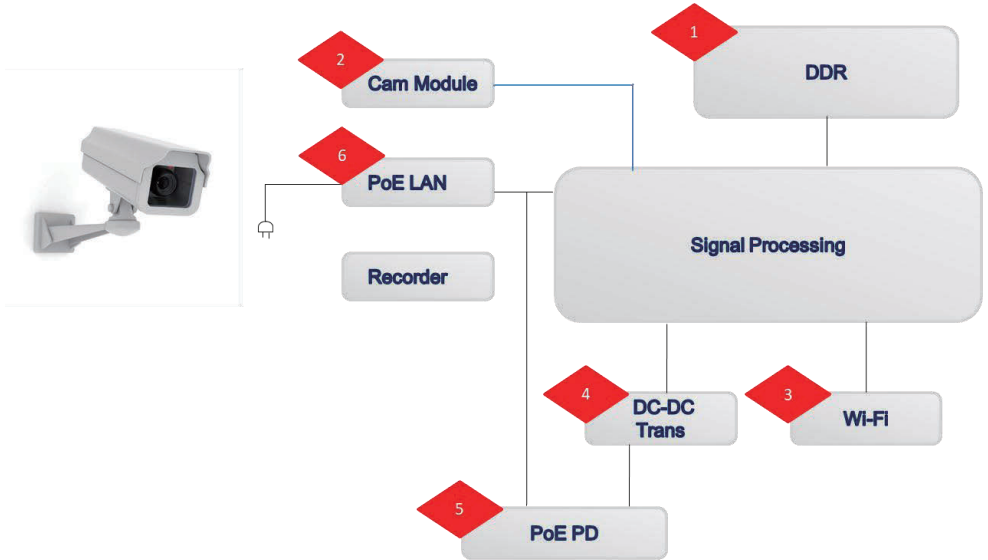 1
DDR
2
Cam Module
6
PoE LAN
Signal Processing
Recorder
4
DC-DC
Trans
3
Wi-Fi
5
PoE PD